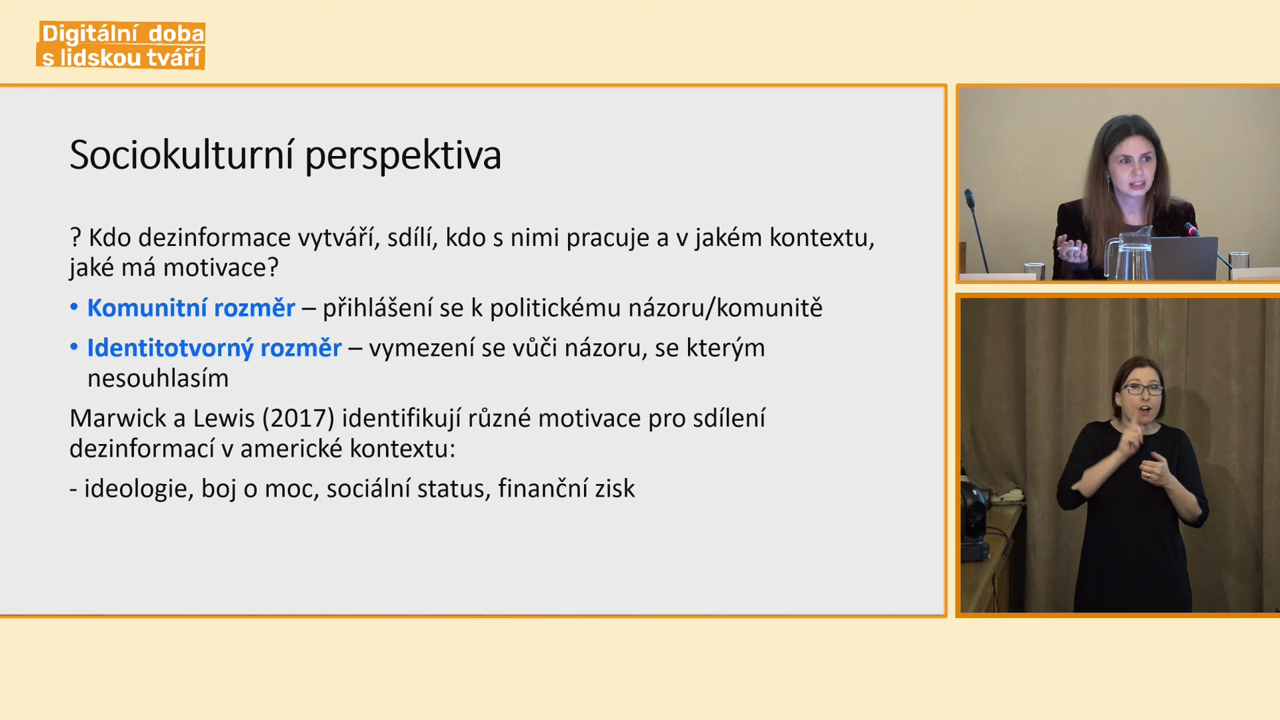 Digitální doba
s lidskou tváří
Sociokulturní perspektiva
? Kdo dezinformace vytváří, sdílí, kdo s nimi pracuje a v jakém kontextu,
jaké má motivace?
• Komunitní rozměr – přihlášení se k politickému názoru/komunitě
• Identitotvorný rozměr – vymezení se vůči názoru, se kterým
nesouhlasím
Marwick a Lewis (2017) identifikují různé motivace pro sdílení
dezinformací v americké kontextu:
- ideologie, boj o moc, sociální status, finanční zisk